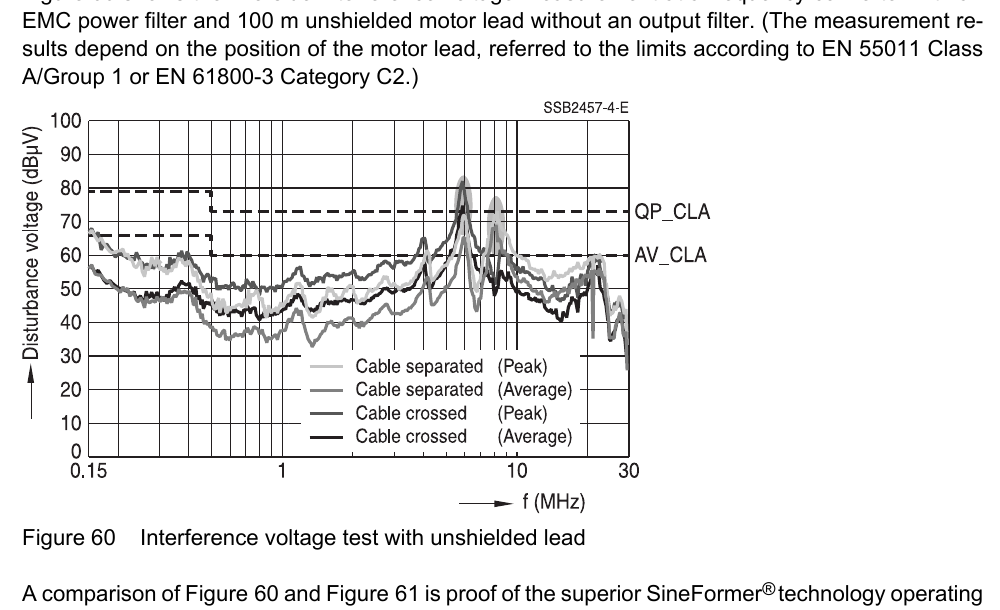 EMC power filter and 100 m unshielded motor lead without an output filter. (The measurement re-
sults depend on the position of the motor lead, referred to the limits according to EN 55011 Class
A/Group 1 or EN 61800-3 Category C2.)
SSB2457-4-E
Disturbance voltage (dBµV)
100
90
80
70
60
50
40
30
20
10
0
QP_CLA
AV_CLA
Cable separated (Peak)
Cable separated (Average)
Cable crossed (Peak)
Cable crossed (Average)
0.15 1 10 30
f (MHz)
Figure 60 Interference voltage test with unshielded lead
A comparison of Figure 60 and Figure 61 is proof of the superior SineFormer® technology operating